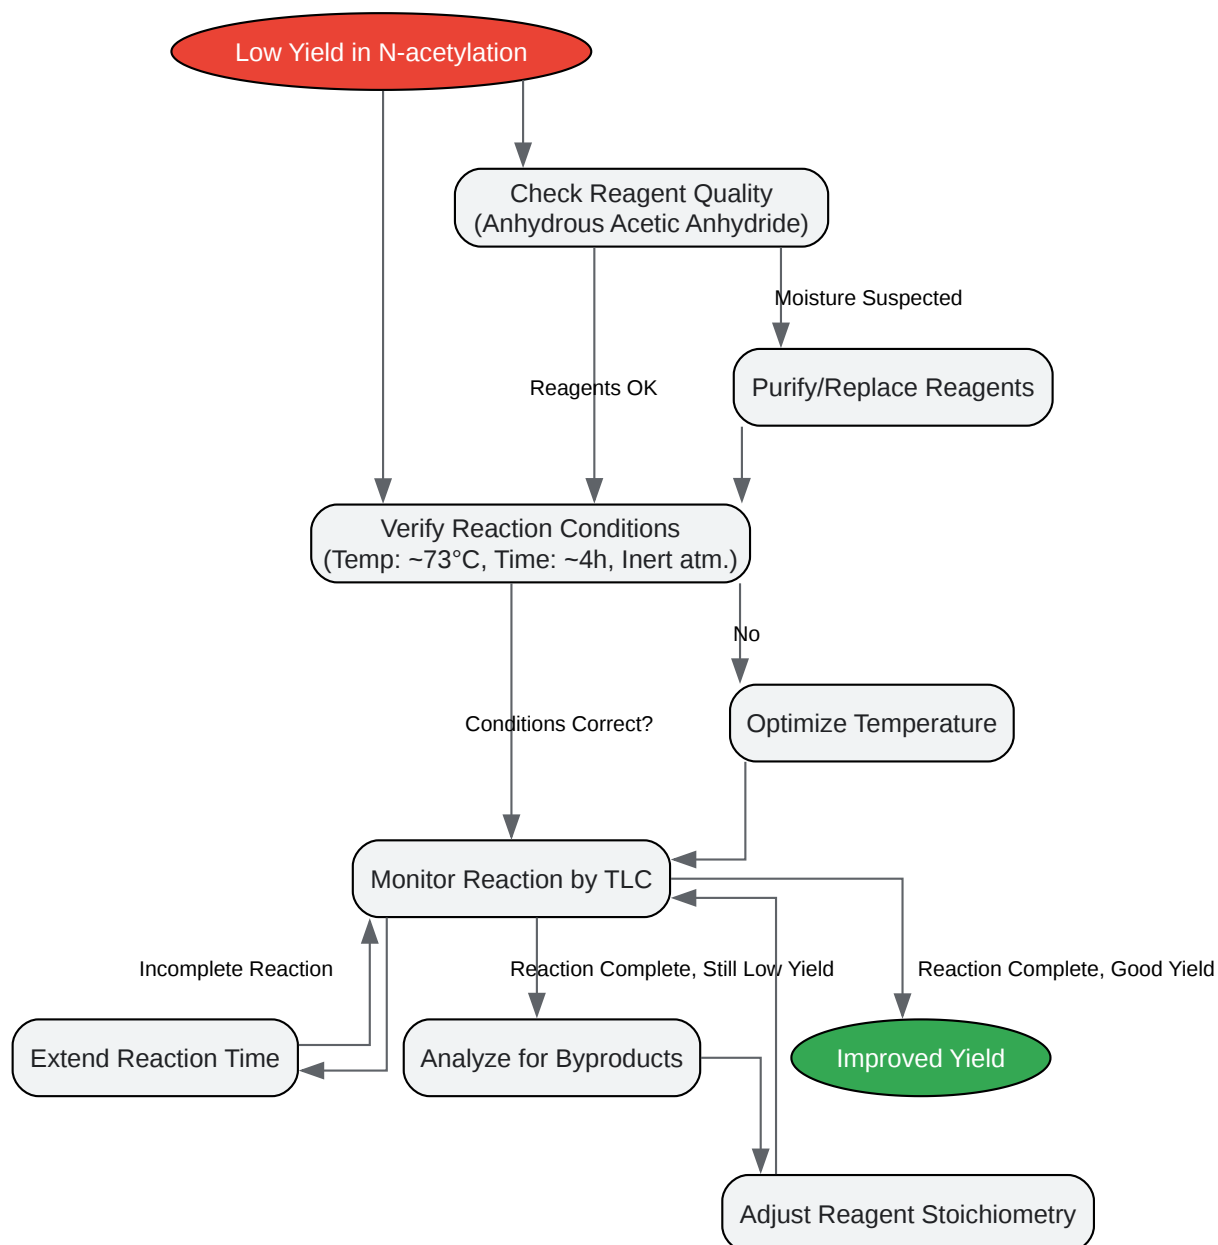 Low Yield in N-acetylation
Check Reagent Quality
(Anhydrous Acetic Anhydride)
Moisture Suspected
Reagents OK
Purify/Replace Reagents
Verify Reaction Conditions
(Temp: ~73°C, Time: ~4h, Inert atm.)
No
Conditions Correct?
Optimize Temperature
Monitor Reaction by TLC
Incomplete Reaction
Reaction Complete, Still Low Yield
Reaction Complete, Good Yield
Extend Reaction Time
Analyze for Byproducts
Improved Yield
Adjust Reagent Stoichiometry